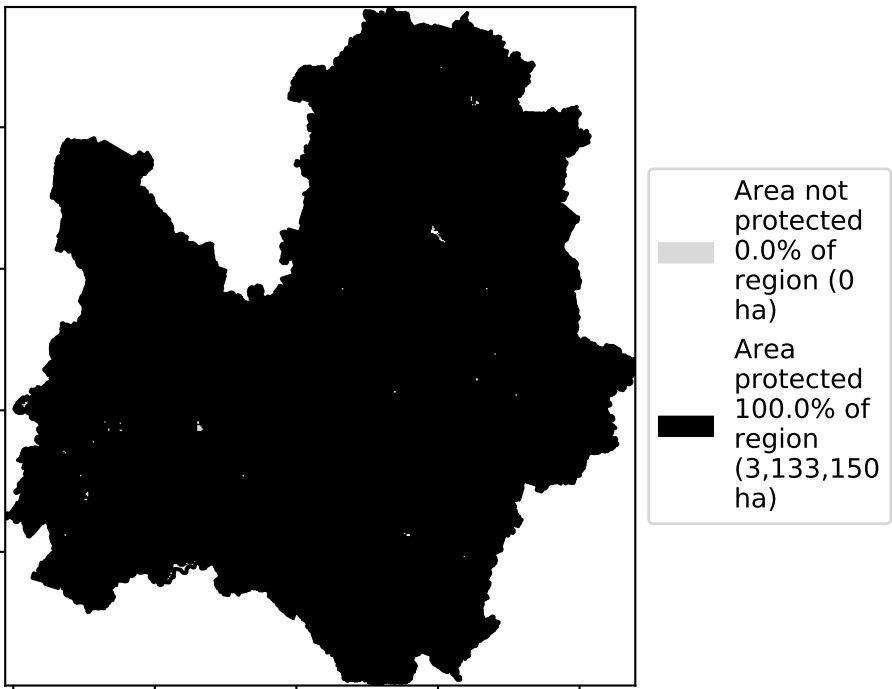 Area not
protected
0.0% of
region (0
ha)
Area
protected
100.0% of
region
(3,133,150
ha)